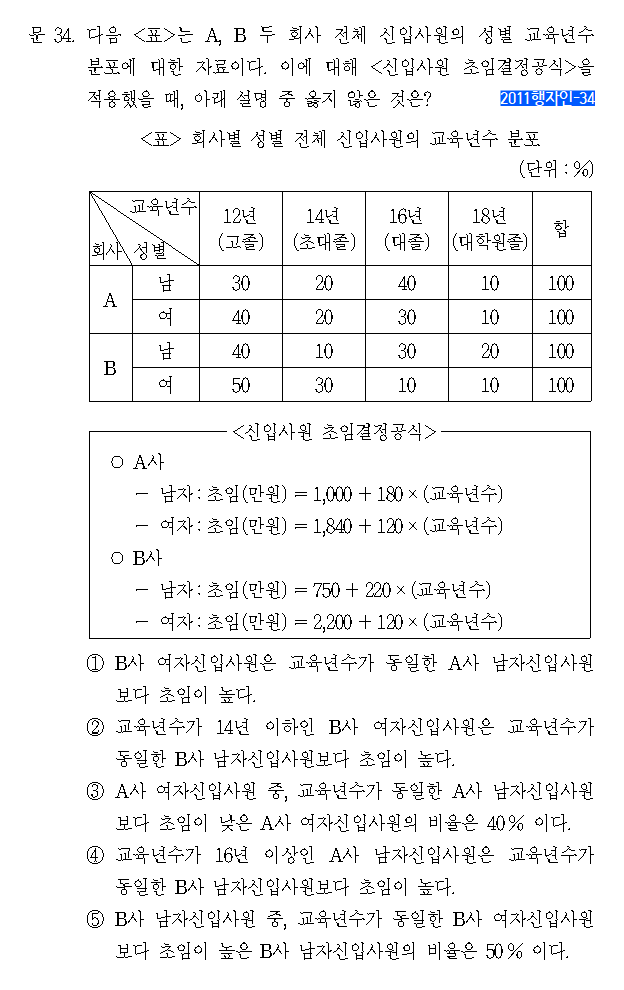 문 34. 다음 <표>는 A, B 두 회사 전체 신입사원의 성별 교육년수
분포에 대한 자료이다. 이에 대해 <신입사원 초임결정공식>을
적용했을 때, 아래 설명 중 옳지 않은 것은? 2011행자인-34
<표> 회사별 성별 전체 신입사원의 교육년수 분포
(단위 : %)
교육년수 12년 14년 16년 18년 합
회사 성별 (고졸) (초대졸) (대졸) (대학원졸)
A 남 30 20 40 10 100
여 40 20 30 10 100
B 남 40 10 30 20 100
여 50 30 10 10 100
<신입사원 초임결정공식>
○ A사
- 남자 : 초임(만원) = 1,000 + 180 × (교육년수)
- 여자 : 초임(만원) = 1,840 + 120 × (교육년수)
○ B사
- 남자 : 초임(만원) = 750 + 220 × (교육년수)
- 여자 : 초임(만원) = 2,200 + 120 × (교육년수)
① B사 여자신입사원은 교육년수가 동일한 A사 남자신입사원
보다 초임이 높다.
② 교육년수가 14년 이하인 B사 여자신입사원은 교육년수가
동일한 B사 남자신입사원보다 초임이 높다.
③ A사 여자신입사원 중, 교육년수가 동일한 A사 남자신입사원
보다 초임이 낮은 A사 여자신입사원의 비율은 40% 이다.
④ 교육년수가 16년 이상인 A사 남자신입사원은 교육년수가
동일한 B사 남자신입사원보다 초임이 높다.
⑤ B사 남자신입사원 중, 교육년수가 동일한 B사 여자신입사원
보다 초임이 높은 B사 남자신입사원의 비율은 50% 이다.